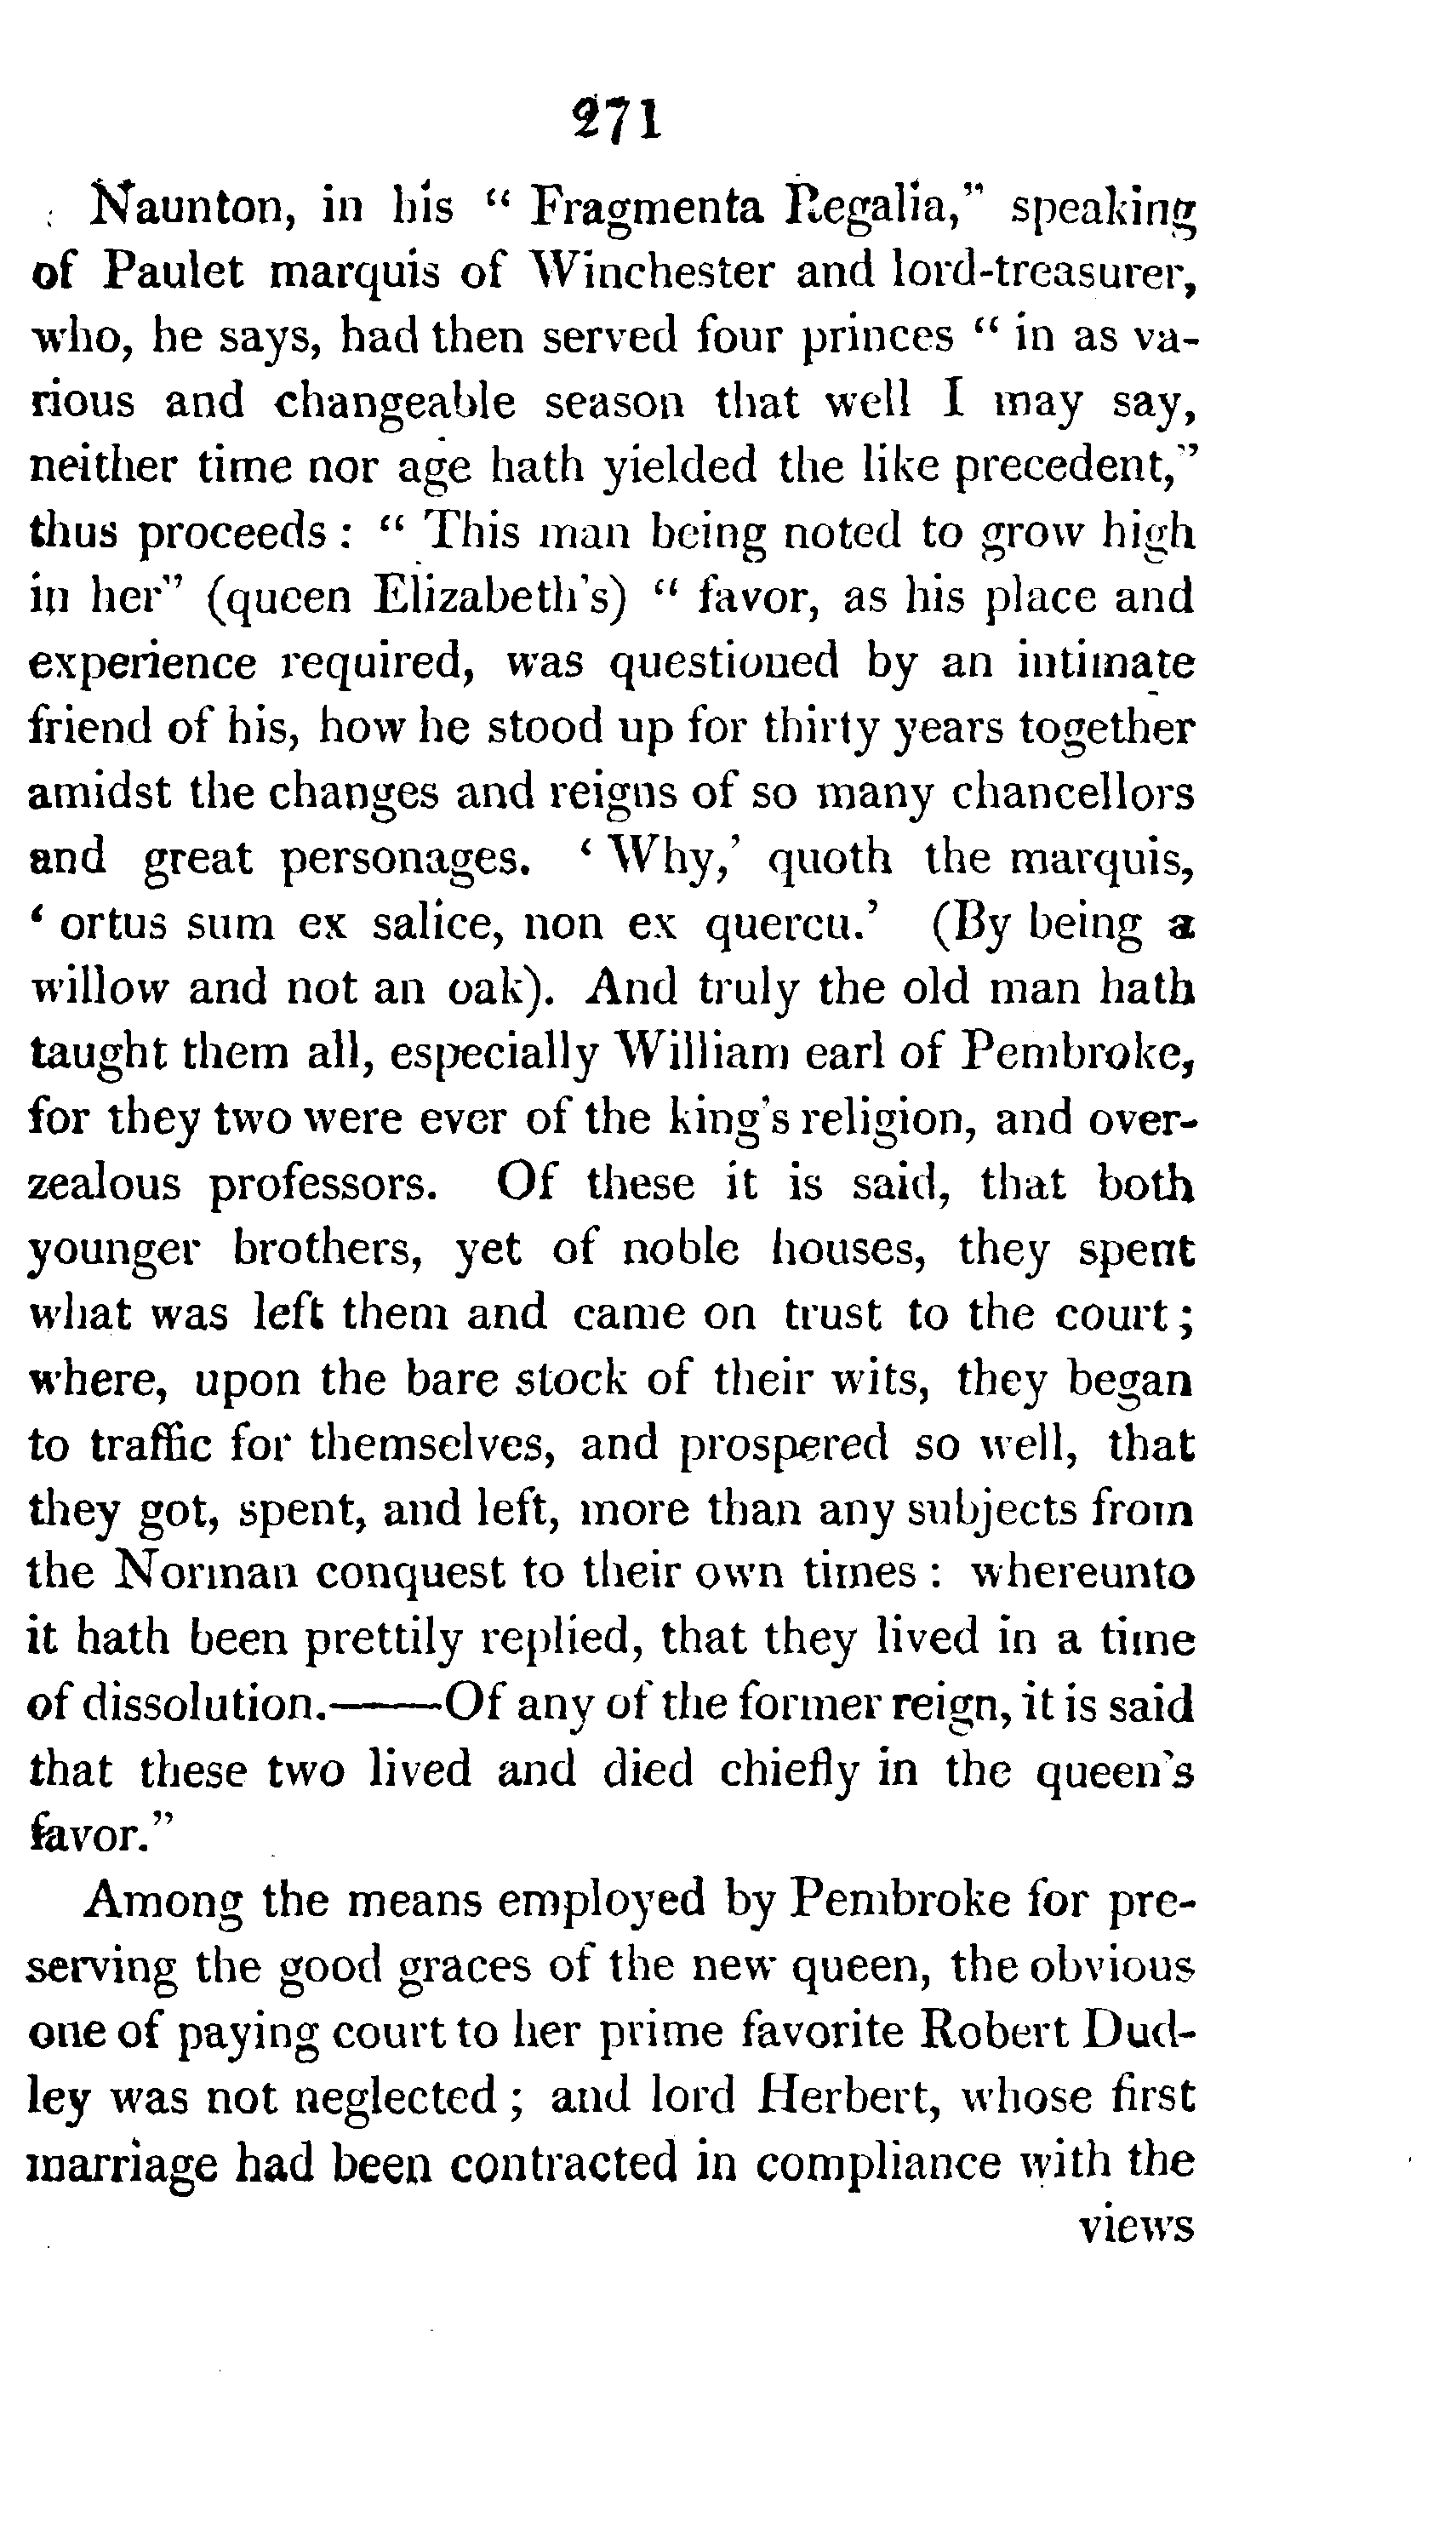 271
Naunton, in his “ Fragmenta Regalia,” speaking
of Paulet marquis of Winchester and lord-treasurer,
who, he says, had then served four princes “ in as va-
rious and changeable season that well I may say,
neither time nor age hath yielded the like precedent,”
thus proceeds : “ This man being noted to grow high
in her” (queen Elizabeth's) “ favor, as his place and
experience required, was questioned by an intimate
friend of his, how he stood up for thirty years together
amidst the changes and reigns of so many chancellors
and great personages. ‘ Why,’ quoth the marquis,
‘ ortus sum ex salice, non ex quercu.’ (By being a
willow and not an oak). And truly the old man hath
taught them all, especially William earl of Pembroke,
for they two were ever of the king's religion, and over-
zealous professors. Of these it is said, that both
younger brothers, yet of noble houses, they spent
what was left them and came on trust to the court ;
where, upon the bare stock of their wits, they began
to traffic for themselves, and prospered so well, that
they got, spent, and left, more than any subjects from
the Norman conquest to their own times : whereunto
it hath been prettily replied, that they lived in a time
of dissolution.——Of any of the former reign, it is said
that these two lived and died chiefly in the queen's
favor.”
Among the means employed by Pembroke for pre-
serving the good graces of the new queen, the obvious
one of paying court to her prime favorite Robert Dud-
ley was not neglected ; and lord Herbert, whose first
marriage had been contracted in compliance with the
views